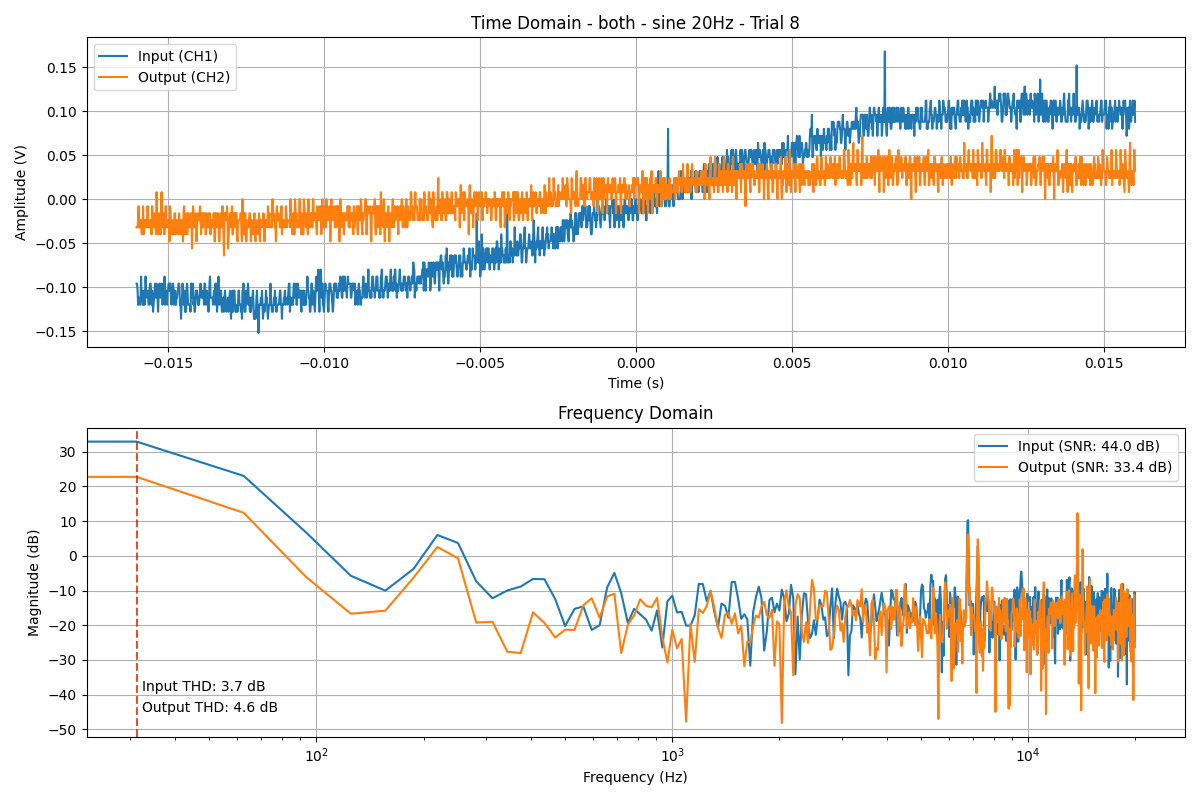 Time Domain - both - sine 20Hz - Trial 8
Input (CH1)
Output (CH2)
Amplitude (V)
0.15
0.10
0.05
0.00
−0.05
−0.10
−0.15
−0.015
−0.010
−0.005
0.000
0.005
0.010
0.015
Time (s)
Frequency Domain
Input (SNR: 44.0 dB)
Output (SNR: 33.4 dB)
Magnitude (dB)
30
20
10
0
−10
−20
−30
−40
−50
Input THD: 3.7 dB
Output THD: 4.6 dB
10²
10³
10⁴
Frequency (Hz)